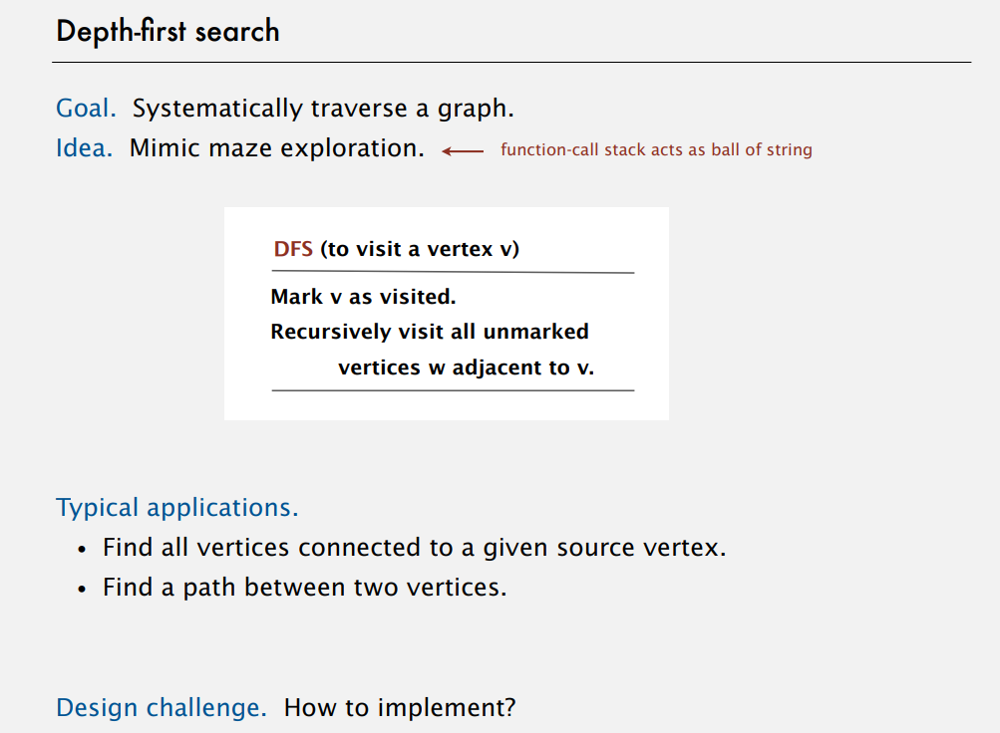 Depth-first search
Goal. Systematically traverse a graph.
Idea. Mimic maze exploration. function-call stack acts as ball of string
DFS (to visit a vertex v)
Mark v as visited.
Recursively visit all unmarked
vertices w adjacent to v.
Typical applications.
• Find all vertices connected to a given source vertex.
• Find a path between two vertices.
Design challenge. How to implement?